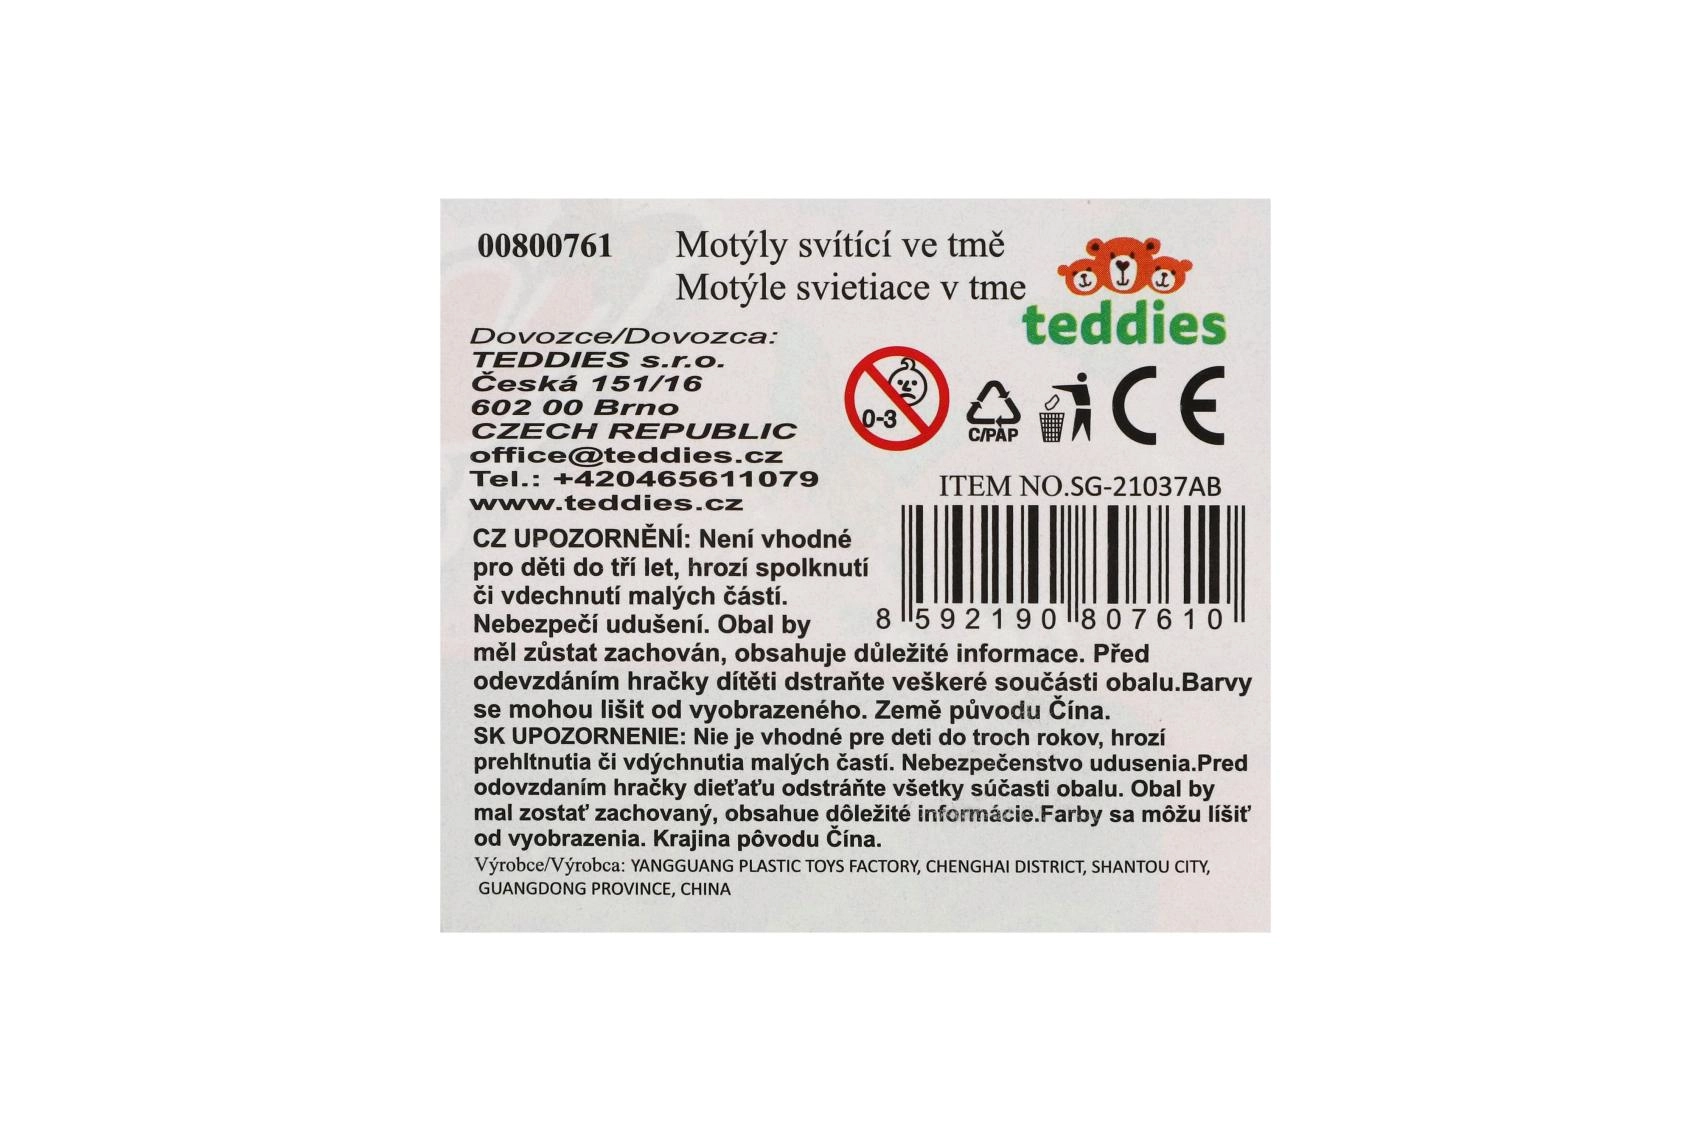 00800761
Motýly svítící ve tmě
Motýle svietiace v tme
teddies
Dovozce/Dovozca:
TEDDIES s.r.o.
Česká 151/16
602 00 Brno
CZECH REPUBLIC
office@teddies.cz
Tel.: +420465611079
www.teddies.cz
0-3
C/PAP
CE
ITEM NO.SG-21037AB
8 592190 807610
CZ UPOZORNĚNÍ: Není vhodné
pro děti do tří let, hrozí spolknutí
či vdechnutí malých částí.
Nebezpečí udušení. Obal by
měl zůstat zachován, obsahuje důležité informace. Před
odevzdáním hračky dítěti dstraňte veškeré součásti obalu.Barvy
se mohou lišit od vyobrazeného. Země původu Čína.
SK UPOZORNENIE: Nie je vhodné pre deti do troch rokov, hrozí
prehltnutia či vdýchnutia malých častí. Nebezpečenstvo udusenia.Pred
odovzdaním hračky dieťaťu odstráňte všetky súčasti obalu. Obal by
mal zostať zachovaný, obsahue dôležité informácie.Farby sa môžu líšiť
od vyobrazenia. Krajina pôvodu Čína.
Výrobce/Výrobca: YANGGUANG PLASTIC TOYS FACTORY, CHENGHAI DISTRICT, SHANTOU CITY,
GUANGDONG PROVINCE, CHINA